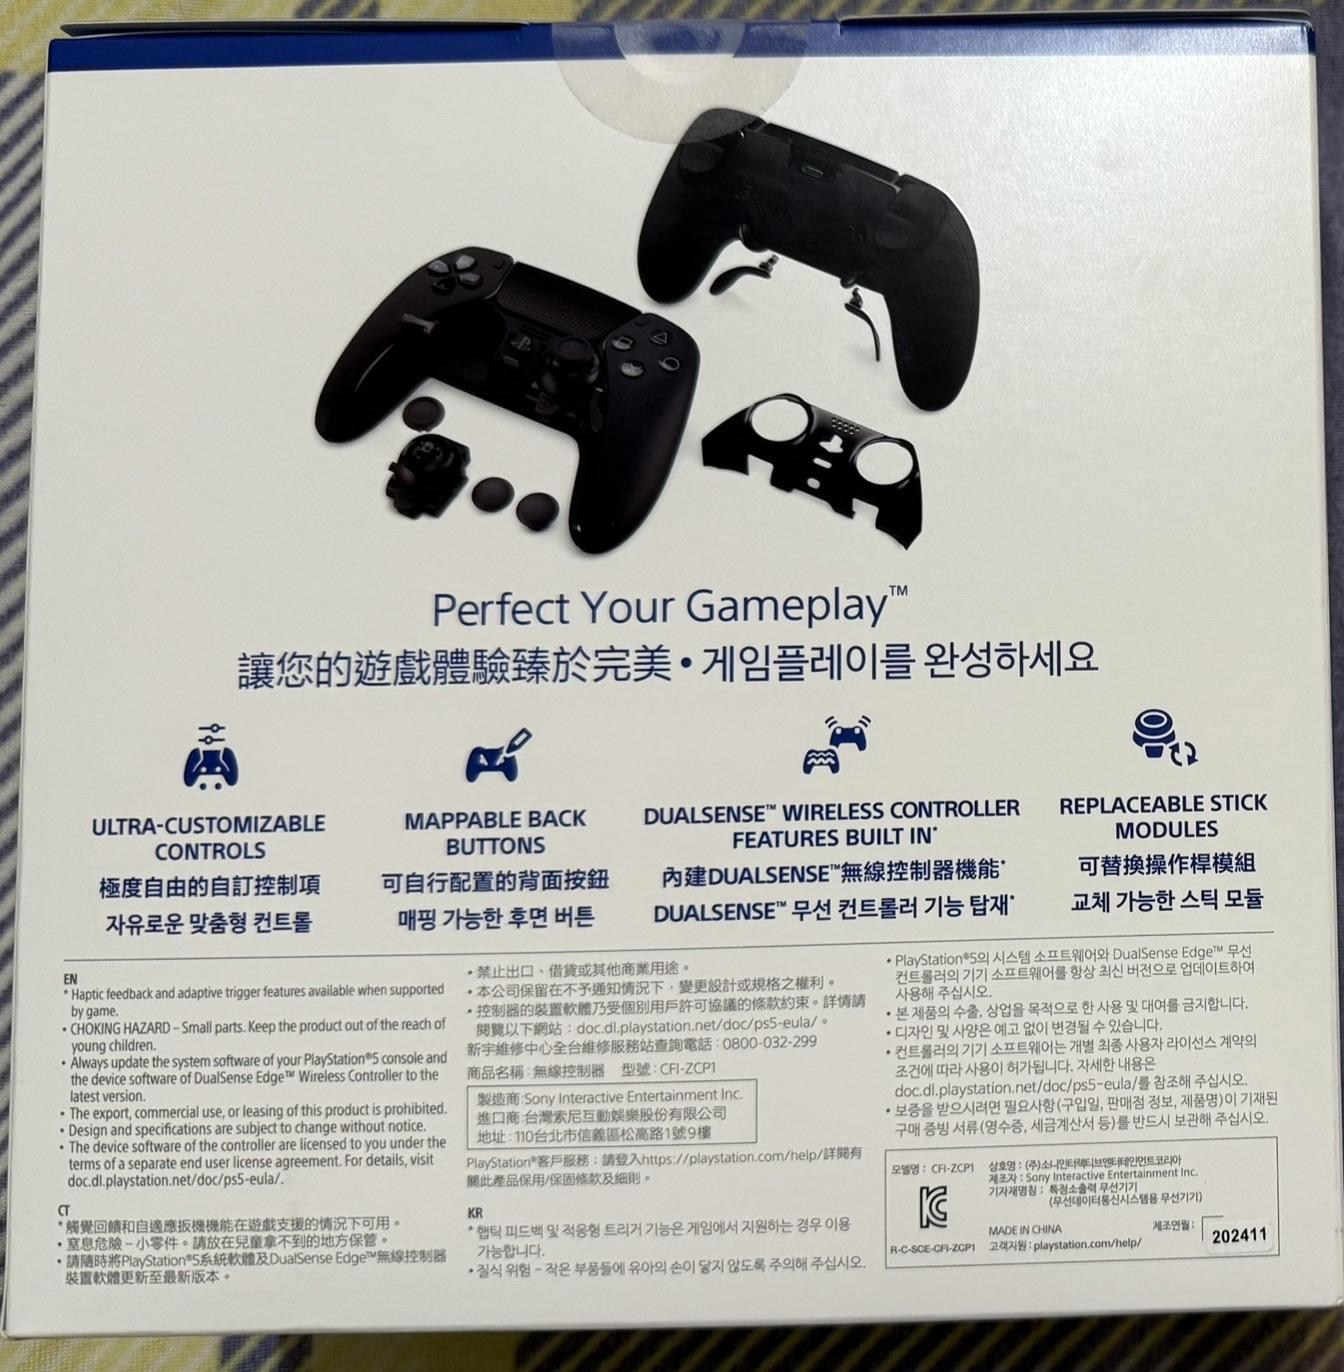 Perfect Your Gameplay™
讓您的遊戲體驗臻於完美 • 게임플레이를 완성하세요
ULTRA-CUSTOMIZABLE
CONTROLS
極度自由的自訂控制項
자유로운 맞춤형 컨트롤
MAPPABLE BACK
BUTTONS
可自行配置的背面按鈕
매핑 가능한 후면 버튼
DUALSENSE™ WIRELESS CONTROLLER
FEATURES BUILT IN*
內建DUALSENSE™無線控制器機能*
DUALSENSE™ 무선 컨트롤러 기능 탑재*
REPLACEABLE STICK
MODULES
可替換操作桿模組
교체 가능한 스틱 모듈
EN
* Haptic feedback and adaptive trigger features available when supported
by game.
• CHOKING HAZARD – Small parts. Keep the product out of the reach of
young children.
• Always update the system software of your PlayStation®5 console and
the device software of DualSense Edge™ Wireless Controller to the
latest version.
• The export, commercial use, or leasing of this product is prohibited.
• Design and specifications are subject to change without notice.
• The device software of the controller are licensed to you under the
terms of a separate end user license agreement. For details, visit
doc.dl.playstation.net/doc/ps5-eula/.
CT
* 觸覺回饋和自適應扳機機能在遊戲支援的情況下可用。
• 窒息危險 – 小零件。請放在兒童拿不到的地方保管。
• 請隨時將PlayStation®5系統軟體及DualSense Edge™無線控制器
裝置軟體更新至最新版本。
• 禁止出口、借貸或其他商業用途。
• 本公司保留在不予通知情況下，變更設計或規格之權利。
• 控制器的裝置軟體乃受個別用戶許可協議的條款約束。詳情請
閱覽以下網站：doc.dl.playstation.net/doc/ps5-eula/。
新宇維修中心全台維修服務站查詢電話：0800-032-299
商品名稱：無線控制器 型號：CFI-ZCP1
製造商:Sony Interactive Entertainment Inc.
進口商:台灣索尼互動娛樂股份有限公司
地址:110台北市信義區松高路1號9樓
PlayStation®客戶服務：請登入https://playstation.com/help/詳閱有
關此產品保用/保固條款及細則。
KR
* 햅틱 피드백 및 적응형 트리거 기능은 게임에서 지원하는 경우 이용
가능합니다.
• 질식 위험 – 작은 부품들에 유아의 손이 닿지 않도록 주의해 주십시오.
• PlayStation®5의 시스템 소프트웨어와 DualSense Edge™ 무선
컨트롤러의 기기 소프트웨어를 항상 최신 버전으로 업데이트하여
사용해 주십시오.
• 본 제품의 수출, 상업을 목적으로 한 사용 및 대여를 금지합니다.
• 디자인 및 사양은 예고 없이 변경될 수 있습니다.
• 컨트롤러의 기기 소프트웨어는 개별 최종 사용자 라이선스 계약의
조건에 따라 사용이 허가됩니다. 자세한 내용은
doc.dl.playstation.net/doc/ps5-eula/를 참조해 주십시오.
• 보증을 받으시려면 필요사항(구입일, 판매점 정보, 제품명)이 기재된
구매 증빙 서류(영수증, 세금계산서 등)를 반드시 보관해 주십시오.
모델명 : CFI-ZCP1
R-C-SCE-CFI-ZCP1
상호명 : (주)소니인터랙티브엔터테인먼트코리아
제조자 : Sony Interactive Entertainment Inc.
기자재명칭 : 특정소출력 무선기기
(무선데이터통신시스템용 무선기기)
MADE IN CHINA
고객지원 : playstation.com/help/
제조연월 :
202411